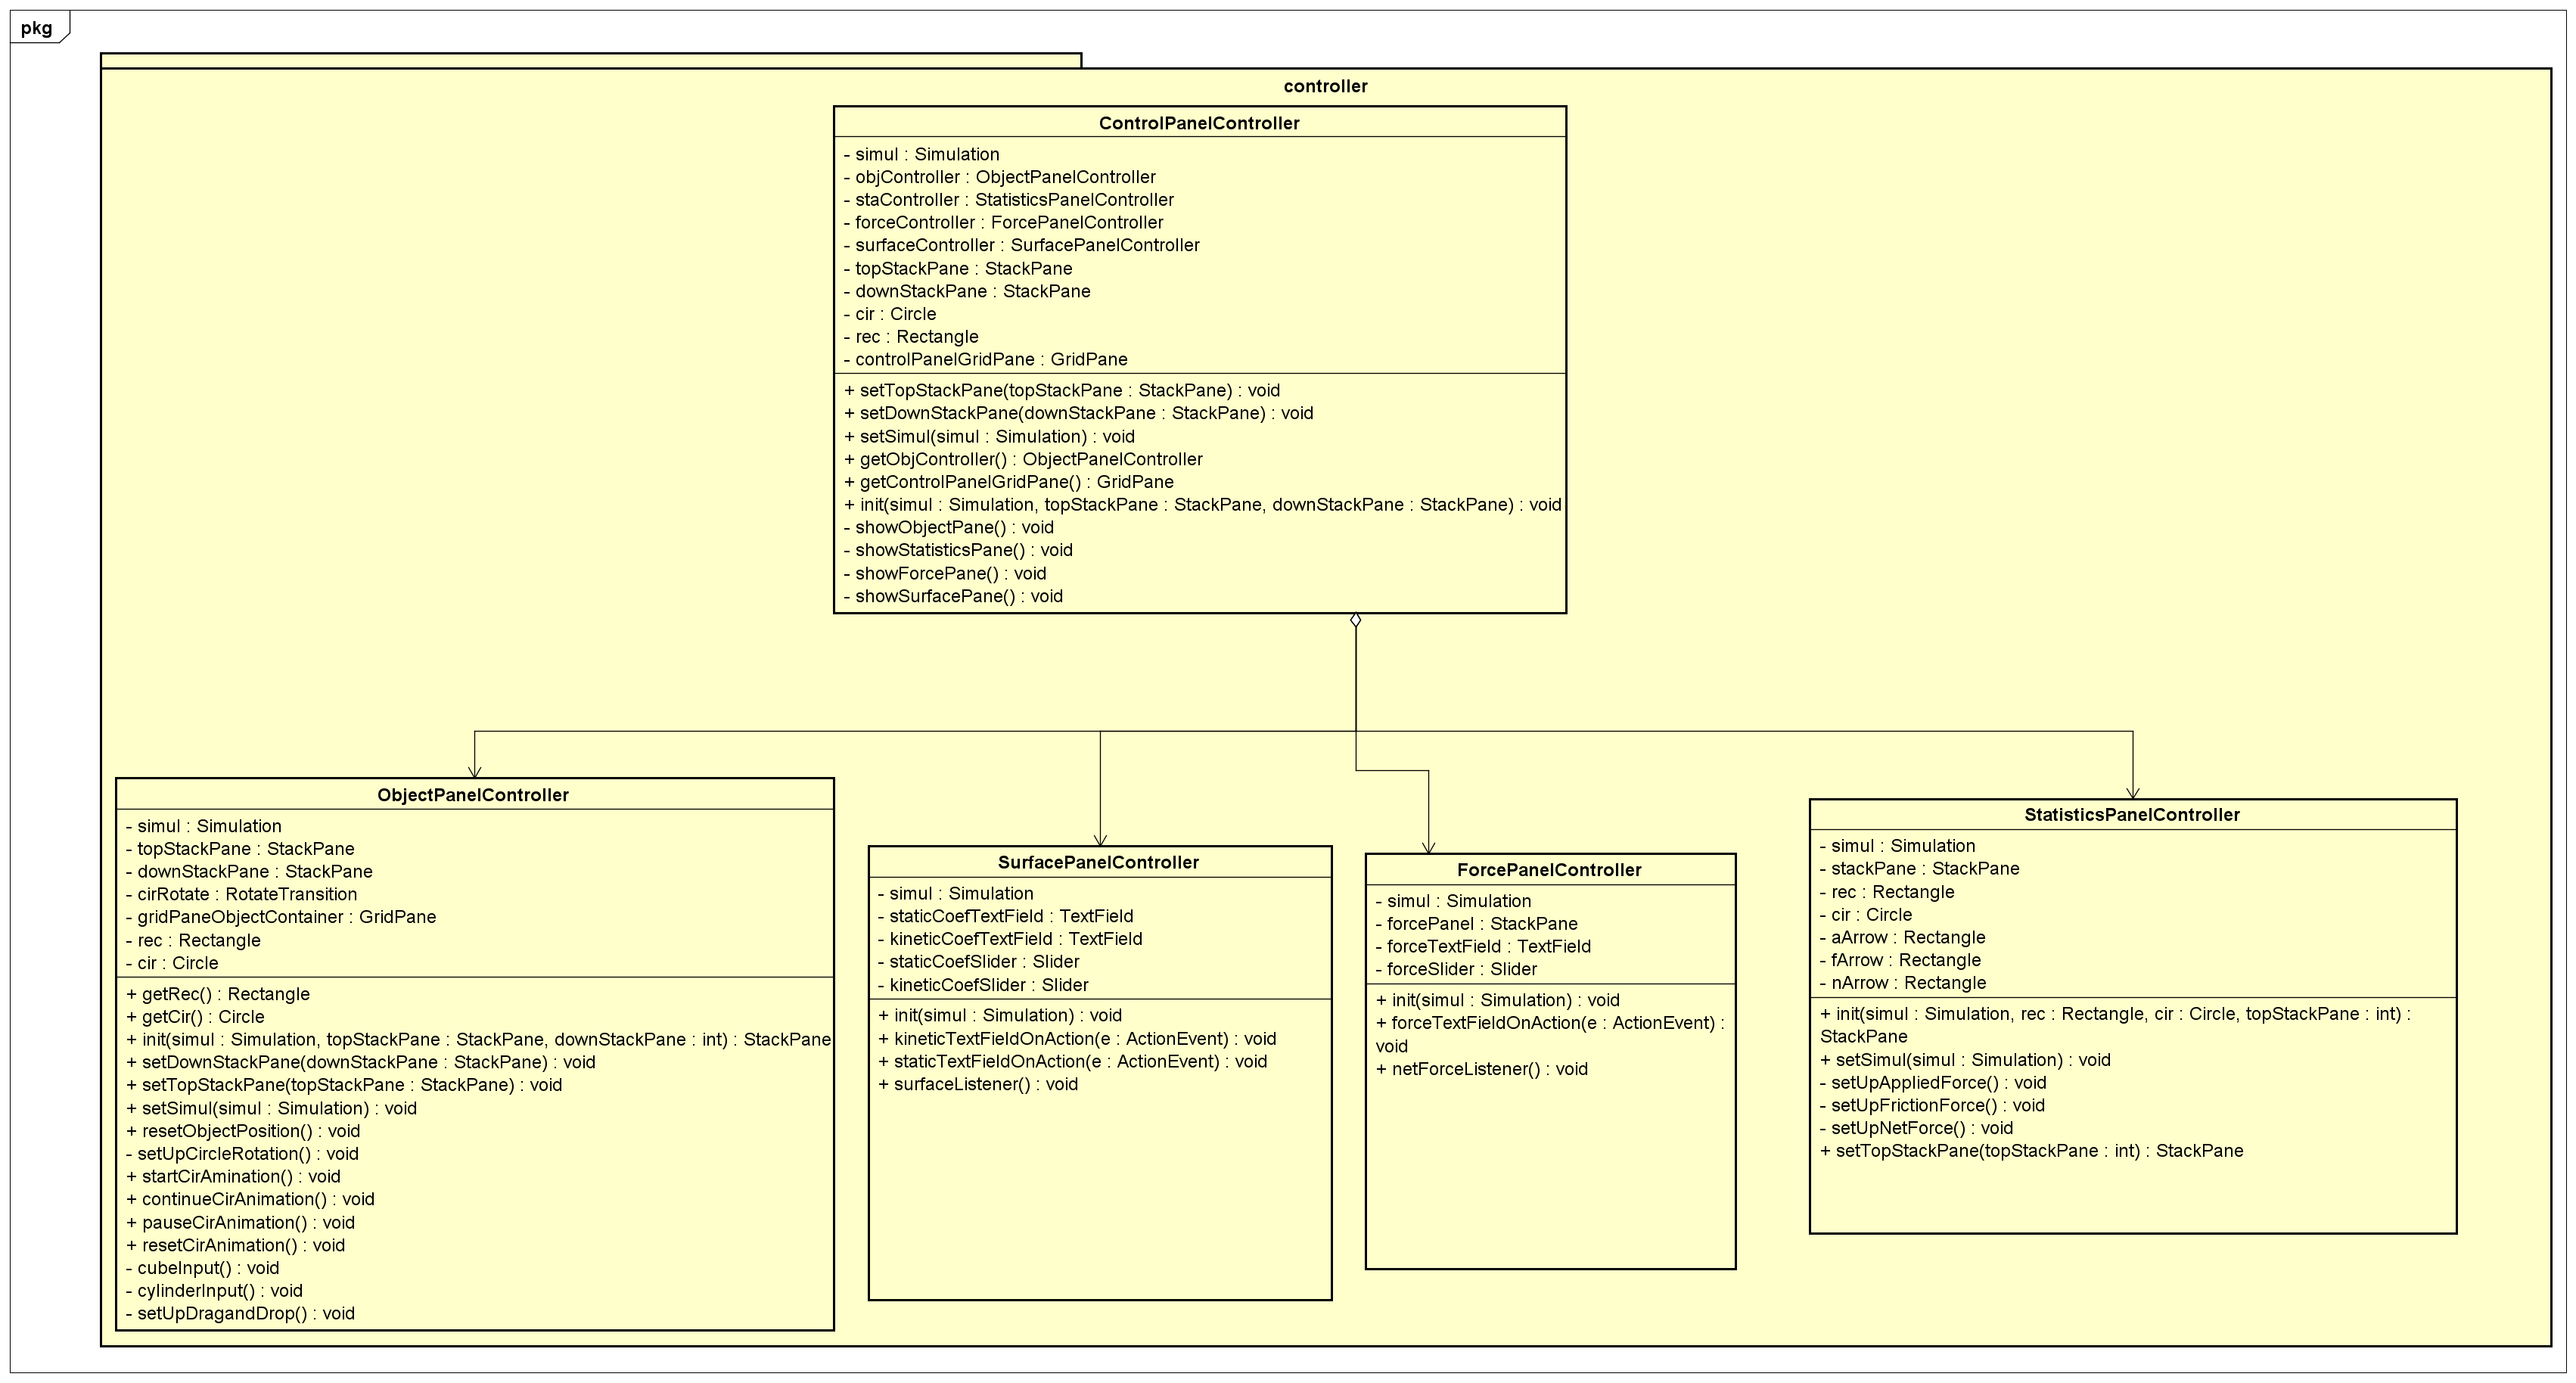 pkg
controller
ControlPanelController
- simul : Simulation
- objController : ObjectPanelController
- staController : StatisticsPanelController
- forceController : ForcePanelController
- surfaceController : SurfacePanelController
- topStackPane : StackPane
- downStackPane : StackPane
- cir : Circle
- rec : Rectangle
- controlPanelGridPane : GridPane
+ setTopStackPane(topStackPane : StackPane) : void
+ setDownStackPane(downStackPane : StackPane) : void
+ setSimul(simul : Simulation) : void
+ getObjController() : ObjectPanelController
+ getControlPanelGridPane() : GridPane
+ init(simul : Simulation, topStackPane : StackPane, downStackPane : StackPane) : void
- showObjectPane() : void
- showStatisticsPane() : void
- showForcePane() : void
- showSurfacePane() : void
ObjectPanelController
- simul : Simulation
- topStackPane : StackPane
- downStackPane : StackPane
- cirRotate : RotateTransition
- gridPaneObjectContainer : GridPane
- rec : Rectangle
- cir : Circle
+ getRec() : Rectangle
+ getCir() : Circle
+ init(simul : Simulation, topStackPane : StackPane, downStackPane : int) : StackPane
+ setDownStackPane(downStackPane : StackPane) : void
+ setTopStackPane(topStackPane : StackPane) : void
+ setSimul(simul : Simulation) : void
+ resetObjectPosition() : void
- setUpCircleRotation() : void
+ startCirAmination() : void
+ continueCirAnimation() : void
+ pauseCirAnimation() : void
+ resetCirAnimation() : void
- cubeInput() : void
- cylinderInput() : void
- setUpDragandDrop() : void
SurfacePanelController
- simul : Simulation
- staticCoefTextField : TextField
- kineticCoefTextField : TextField
- staticCoefSlider : Slider
- kineticCoefSlider : Slider
+ init(simul : Simulation) : void
+ kineticTextFieldOnAction(e : ActionEvent) : void
+ staticTextFieldOnAction(e : ActionEvent) : void
+ surfaceListener() : void
ForcePanelController
- simul : Simulation
- forcePanel : StackPane
- forceTextField : TextField
- forceSlider : Slider
+ init(simul : Simulation) : void
+ forceTextFieldOnAction(e : ActionEvent) :
void
+ netForceListener() : void
StatisticsPanelController
- simul : Simulation
- stackPane : StackPane
- rec : Rectangle
- cir : Circle
- aArrow : Rectangle
- fArrow : Rectangle
- nArrow : Rectangle
+ init(simul : Simulation, rec : Rectangle, cir : Circle, topStackPane : int) :
StackPane
+ setSimul(simul : Simulation) : void
- setUpAppliedForce() : void
- setUpFrictionForce() : void
- setUpNetForce() : void
+ setTopStackPane(topStackPane : int) : StackPane